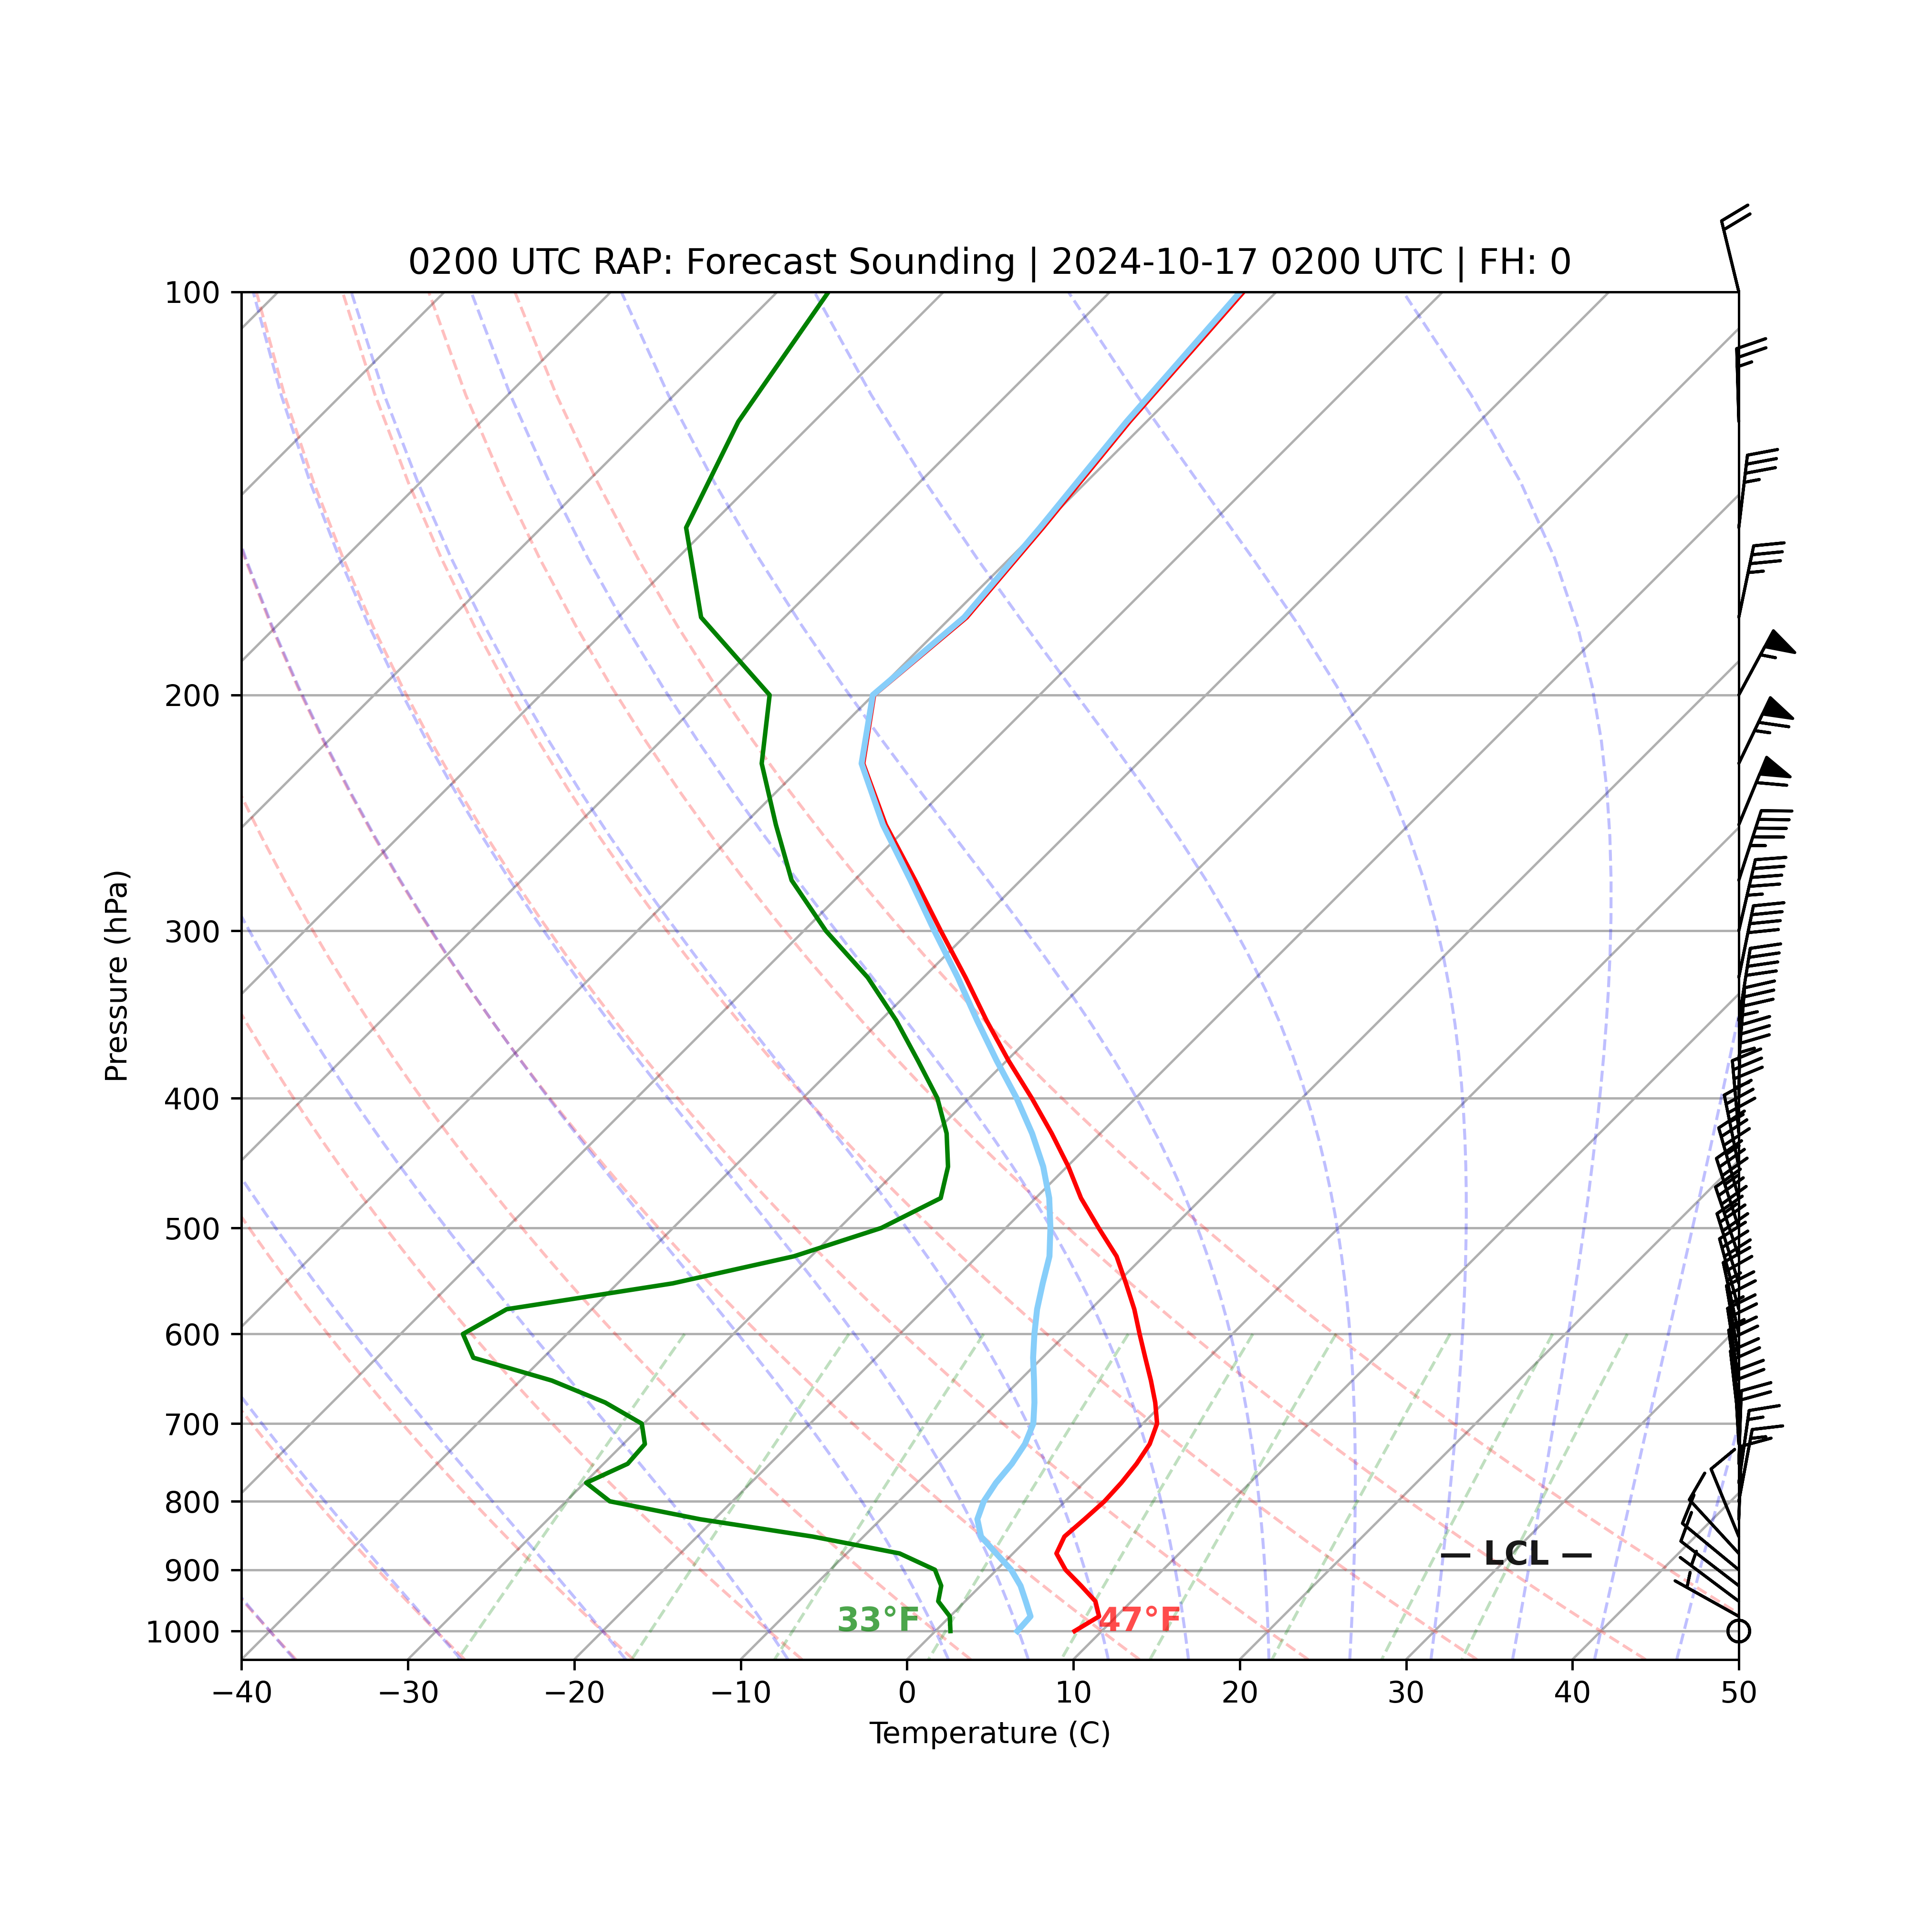 0200 UTC RAP: Forecast Sounding | 2024-10-17 0200 UTC | FH: 0
100
200
300
400
500
600
700
800
900
1000
Pressure (hPa)
— LCL —
33°F
47°F
−40 −30 −20 −10 0 10 20 30 40 50
Temperature (C)